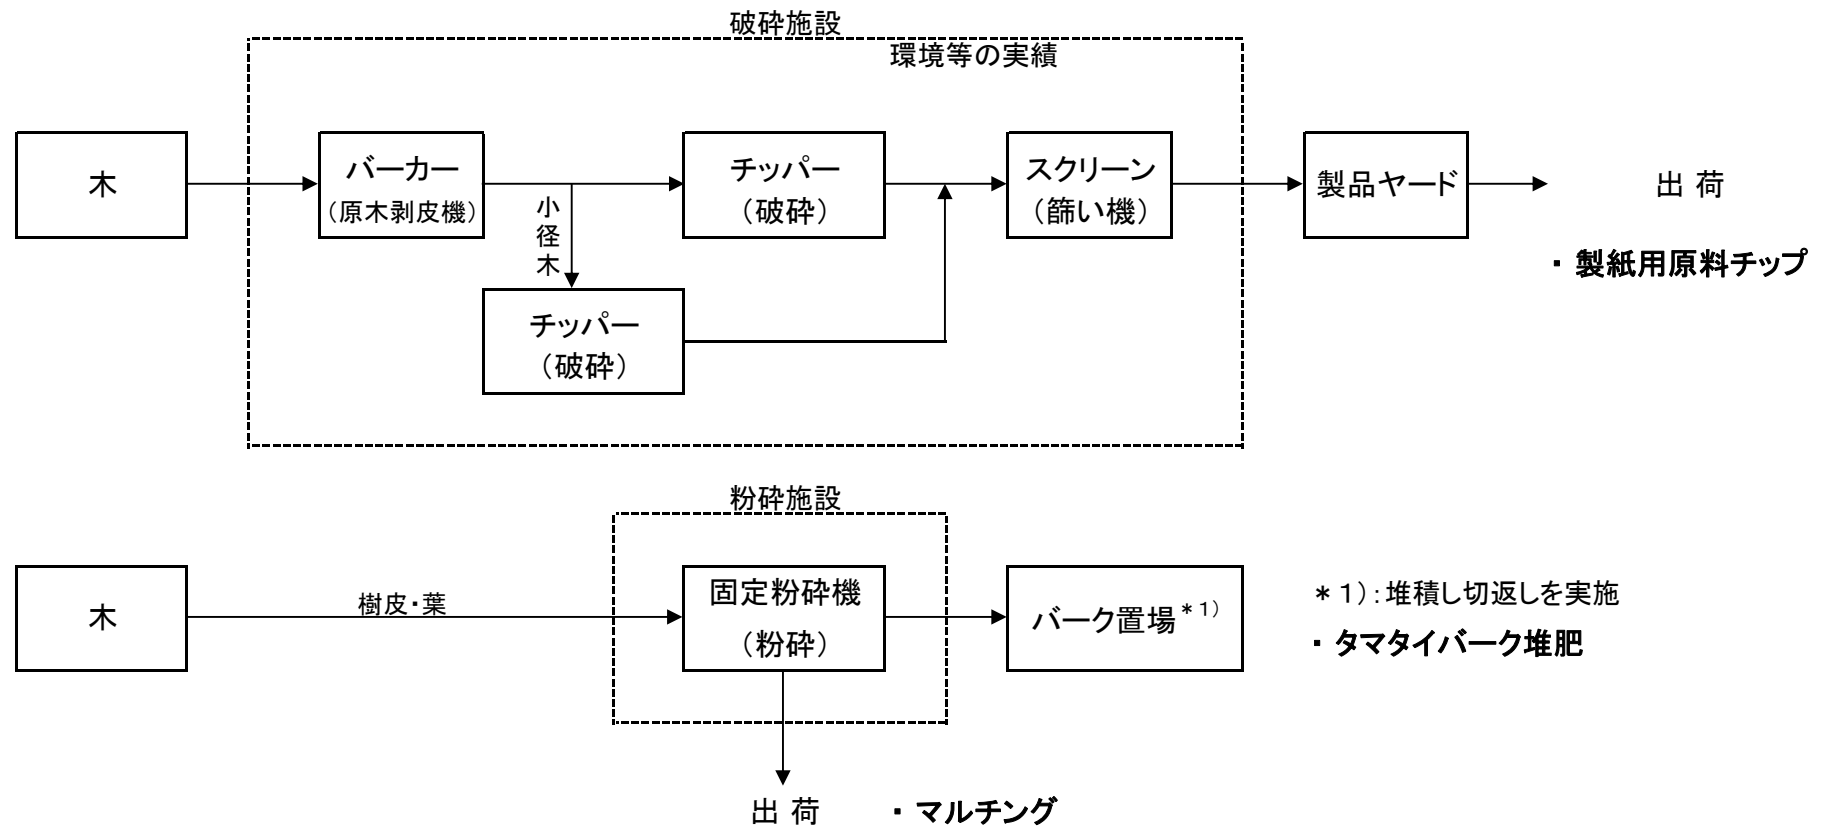 破砕施設
環境等の実績
木
バーカー
（原木剥皮機）
小径木
チッパー
（破砕）
チッパー
（破砕）
スクリーン
（篩い機）
製品ヤード
出 荷
・ 製紙用原料チップ
粉砕施設
木
樹皮・葉
固定粉砕機
（粉砕）
バーク置場＊１）
＊１）：堆積し切返しを実施
・ タマタイバーク堆肥
出 荷
・ マルチング